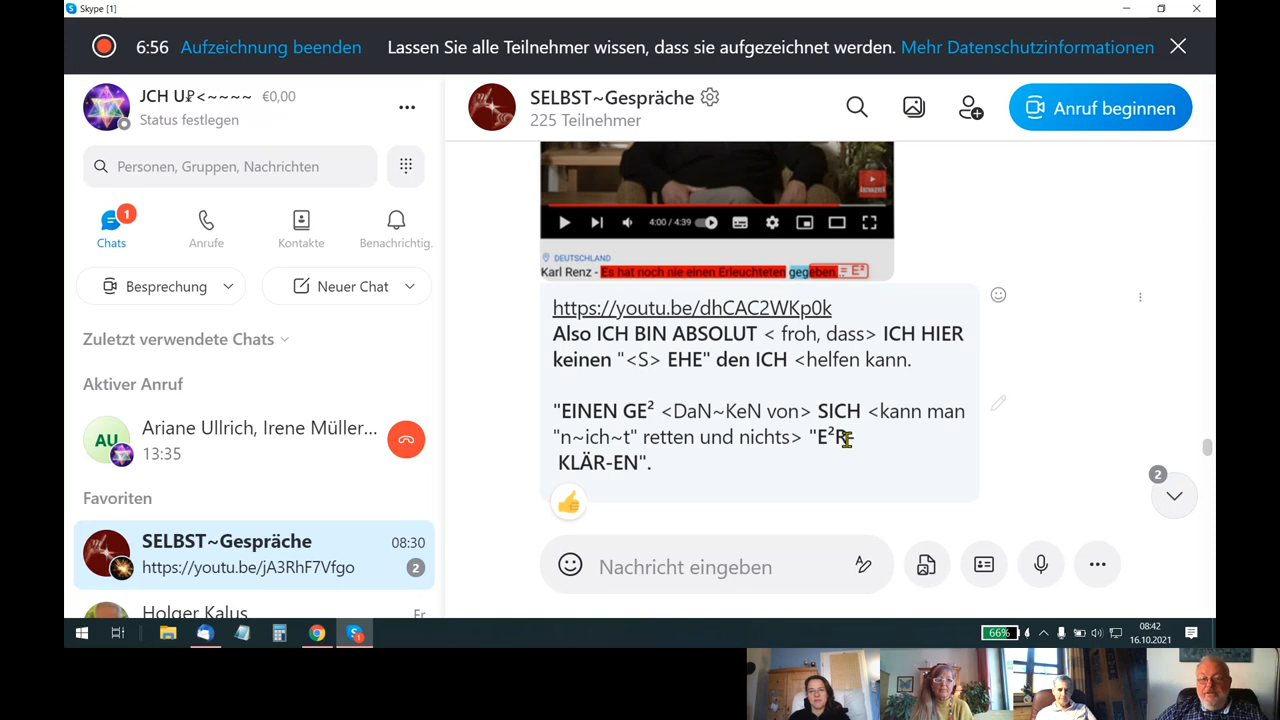 Skype [1]
6:56 Aufzeichnung beenden Lassen Sie alle Teilnehmer wissen, dass sie aufgezeichnet werden. Mehr Datenschutzinformationen
€0,00
Status festlegen
Personen, Gruppen, Nachrichten
1
Chats Anrufe Kontakte Benachrichtig.
Besprechung Neuer Chat
Zuletzt verwendete Chats
Aktiver Anruf
AU
Ariane Ullrich, Irene Müller...
13:35
Favoriten
SELBST~Gespräche 08:30
https://youtu.be/jA3RhF7Vfgo 2
Holger Kalus Fr
SELBST~Gespräche
225 Teilnehmer
Anruf beginnen
4:00 / 4:39
DEUTSCHLAND
Karl Renz - Es hat noch nie einen Erleuchteten gegeben... = E²
https://youtu.be/dhCAC2WKp0k
Also ICH BIN ABSOLUT < froh, dass> ICH HIER
keinen "<S> EHE" den ICH <helfen kann.
"EINEN GE² <DaN~KeN von> SICH <kann man
"n~ich~t" retten und nichts> "E²R-
KLÄR-EN".
2
Nachricht eingeben
66%
08:42
16.10.2021